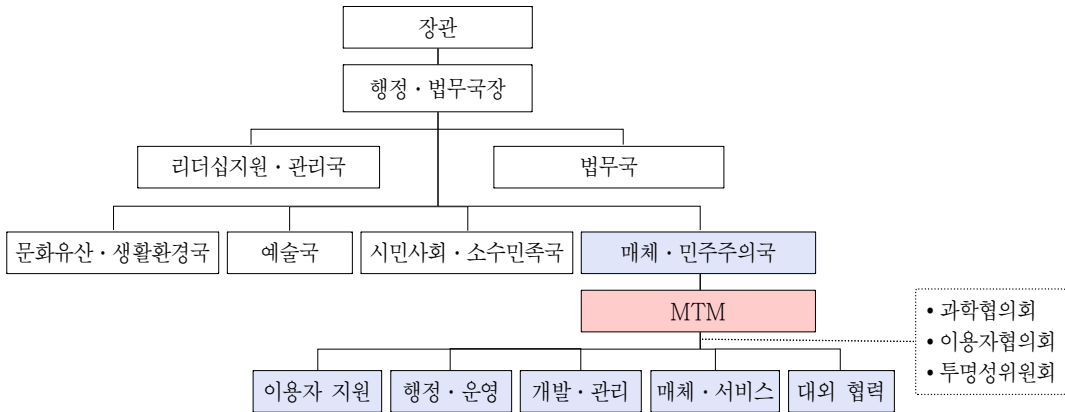 장관
행정・법무국장
리더십지원・관리국
법무국
문화유산・생활환경국
예술국
시민사회・소수민족국
매체・민주주의국
MTM
• 과학협의회
• 이용자협의회
• 투명성위원회
이용자 지원
행정・운영
개발・관리
매체・서비스
대외 협력